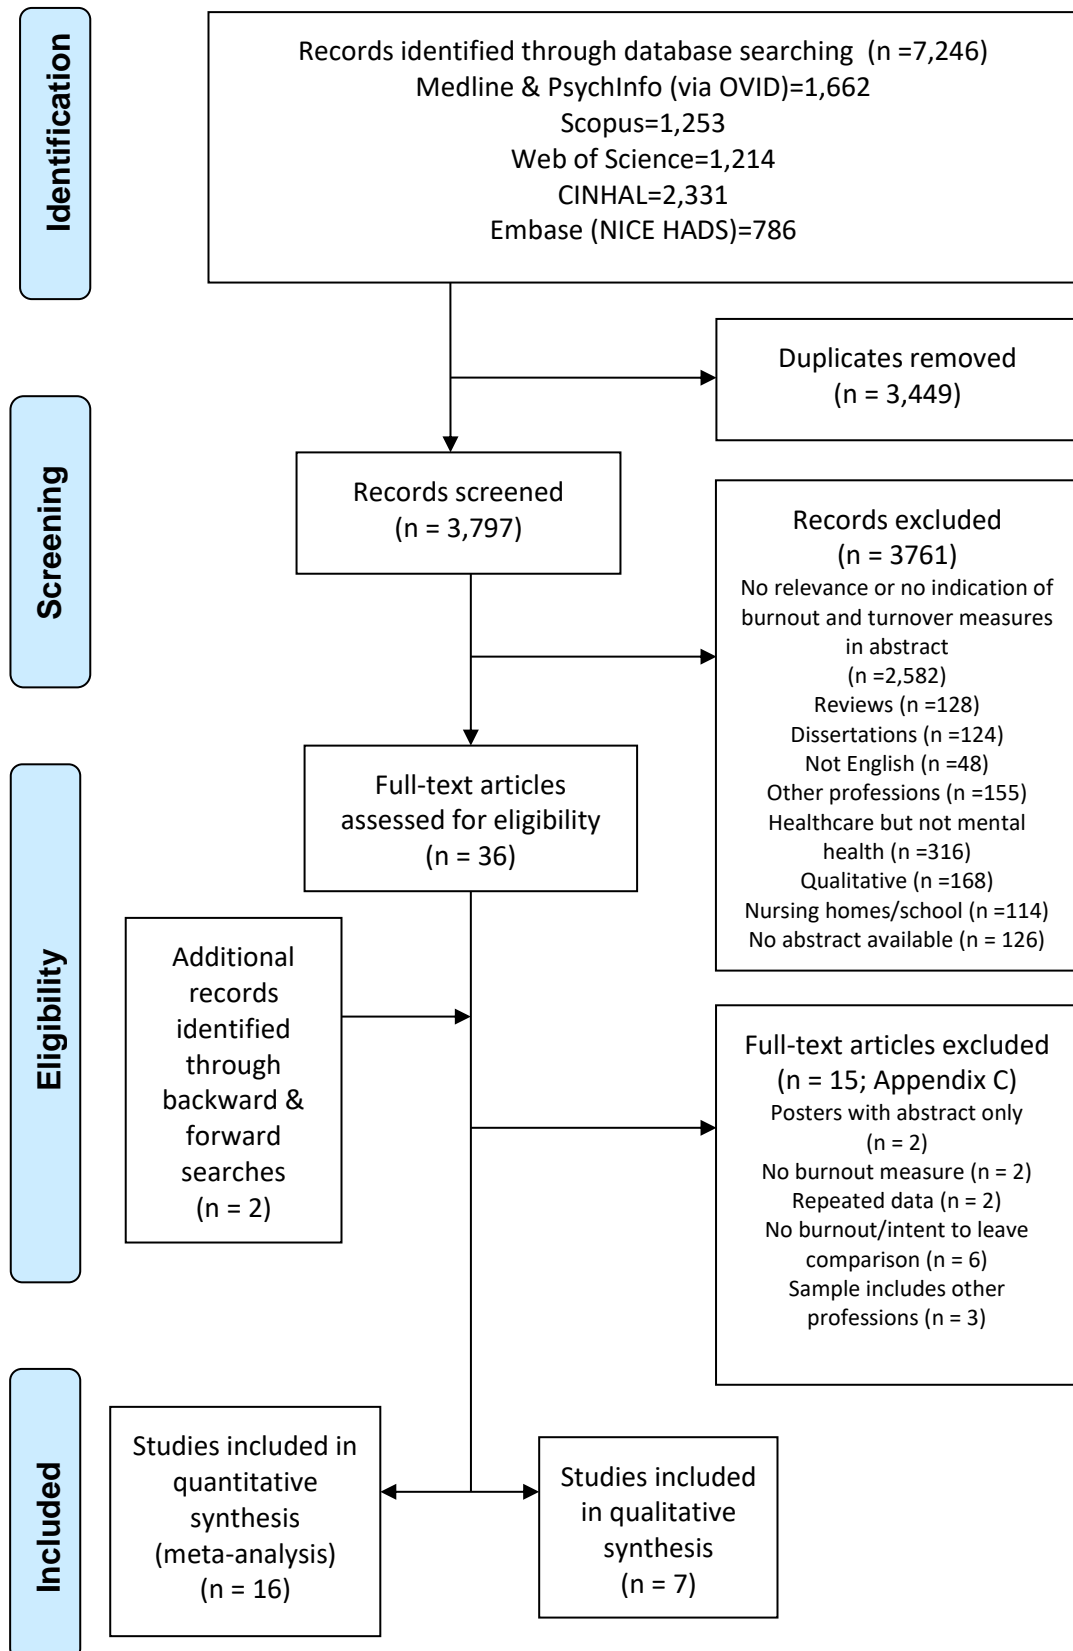 Identification
Records identified through database searching (n =7,246)
Medline & PsychInfo (via OVID)=1,662
Scopus=1,253
Web of Science=1,214
CINHAL=2,331
Embase (NICE HADS)=786
Duplicates removed
(n = 3,449)
Screening
Records screened
(n = 3,797)
Records excluded
(n = 3761)
No relevance or no indication of
burnout and turnover measures
in abstract
(n =2,582)
Reviews (n =128)
Dissertations (n =124)
Not English (n =48)
Other professions (n =155)
Healthcare but not mental
health (n =316)
Qualitative (n =168)
Nursing homes/school (n =114)
No abstract available (n = 126)
Eligibility
Full-text articles
assessed for eligibility
(n = 36)
Additional
records
identified
through
backward &
forward
searches
(n = 2)
Full-text articles excluded
(n = 15; Appendix C)
Posters with abstract only
(n = 2)
No burnout measure (n = 2)
Repeated data (n = 2)
No burnout/intent to leave
comparison (n = 6)
Sample includes other
professions (n = 3)
Included
Studies included in
quantitative
synthesis
(meta-analysis)
(n = 16)
Studies included
in qualitative
synthesis
(n = 7)